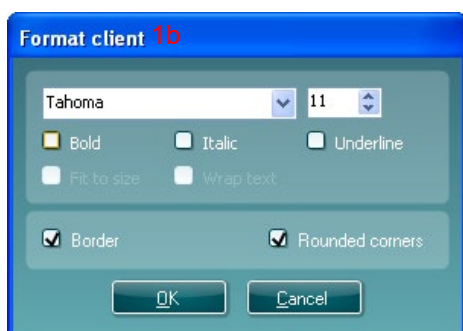 Format client 1b
Tahoma 11
Bold Italic Underline
Fit to size Wrap text
Border Rounded corners
OK Cancel